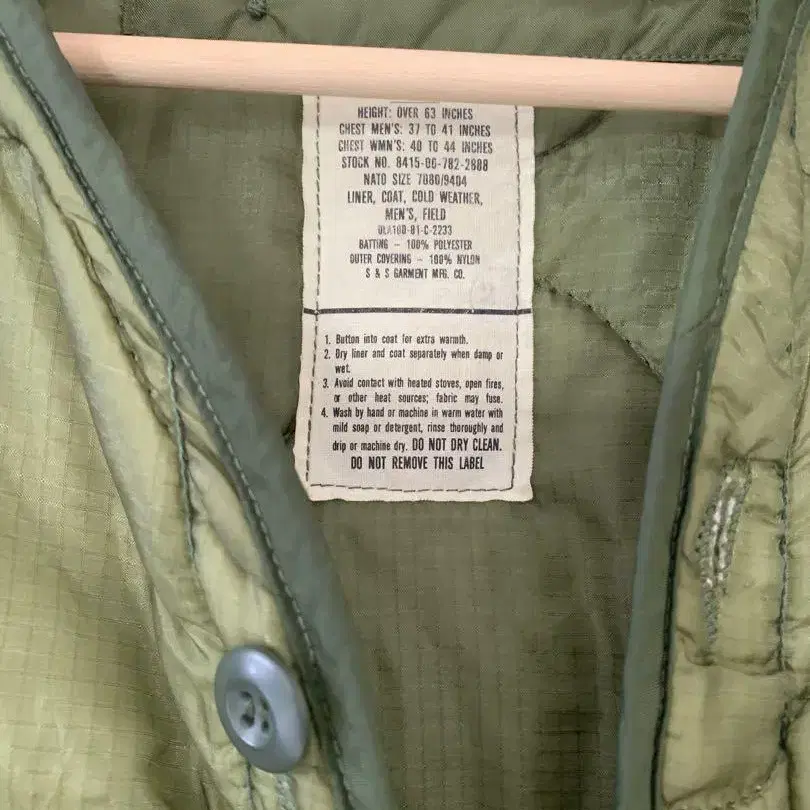 HEIGHT: OVER 63 INCHES
CHEST MEN'S: 37 TO 41 INCHES
CHEST WMN'S: 40 TO 44 INCHES
STOCK NO. 8415-00-782-2888
NATO SIZE 7080/9404
LINER, COAT, COLD WEATHER,
MEN'S, FIELD
DLA100-81-C-2233
BATTING – 100% POLYESTER
OUTER COVERING – 100% NYLON
S & S GARMENT MFG. CO.
1. Button into coat for extra warmth.
2. Dry liner and coat separately when damp or
wet.
3. Avoid contact with heated stoves, open fires,
or other heat sources; fabric may fuse.
4. Wash by hand or machine in warm water with
mild soap or detergent, rinse thoroughly and
drip or machine dry. DO NOT DRY CLEAN.
DO NOT REMOVE THIS LABEL